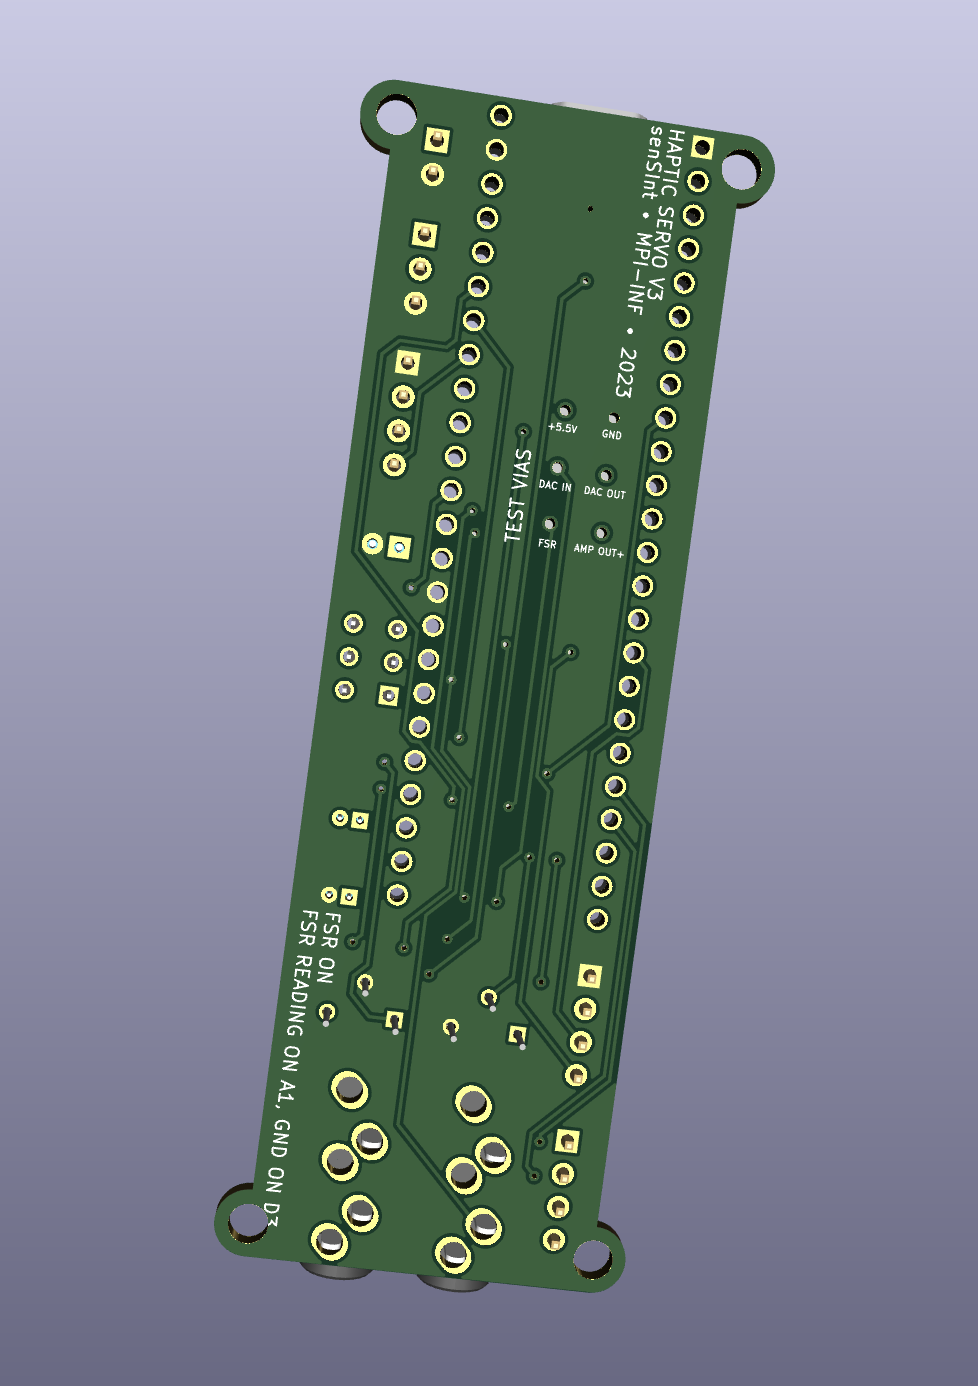 HAPTIC SERVO V3
senSInt • MPI-INF • 2023
+5.5V
GND
TEST VIAS
DAC IN
DAC OUT
FSR
AMP OUT+
FSR ON
FSR READING ON A1, GND ON D3